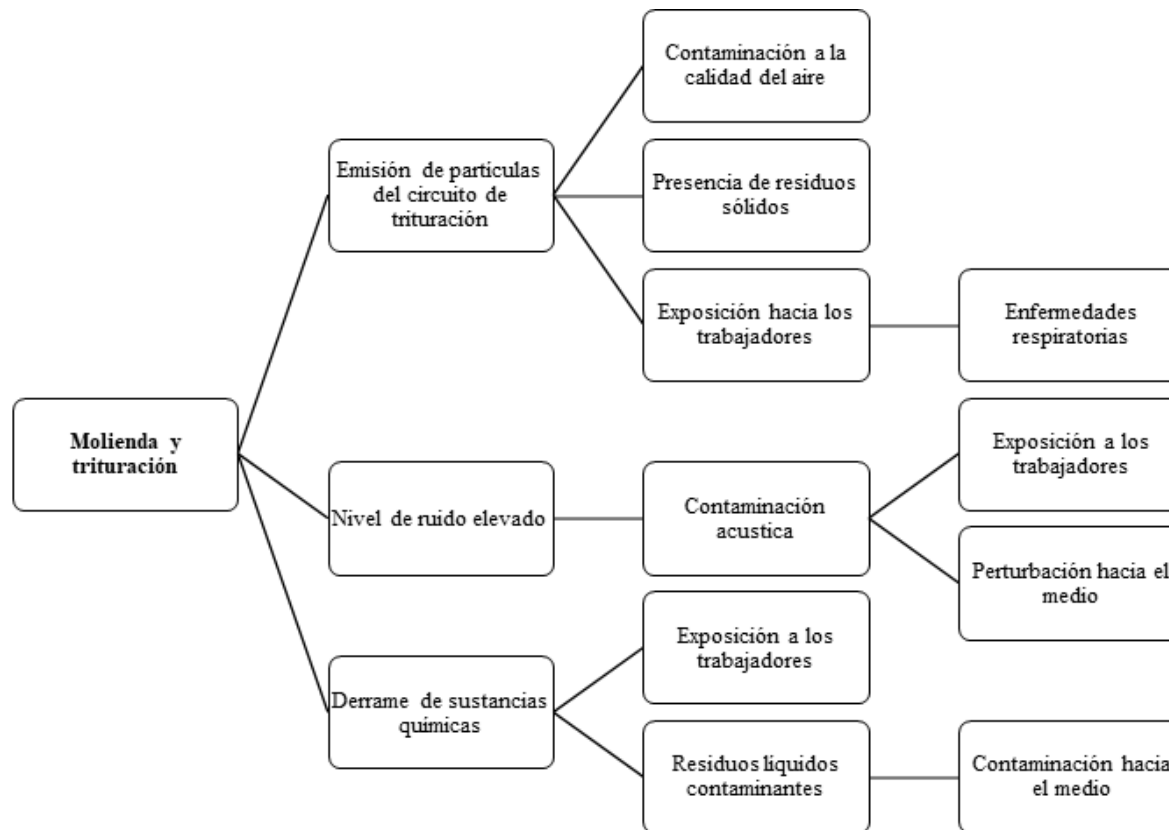 Contaminación a la
calidad del aire
Emisión de partículas
del circuito de
trituración
Presencia de residuos
sólidos
Exposición hacia los
trabajadores
Enfermedades
respiratorias
Molienda y
trituración
Exposición a los
trabajadores
Nivel de ruido elevado
Contaminación
acustica
Perturbación hacia el
medio
Exposición a los
trabajadores
Derrame de sustancias
químicas
Residuos líquidos
contaminantes
Contaminación hacia
el medio